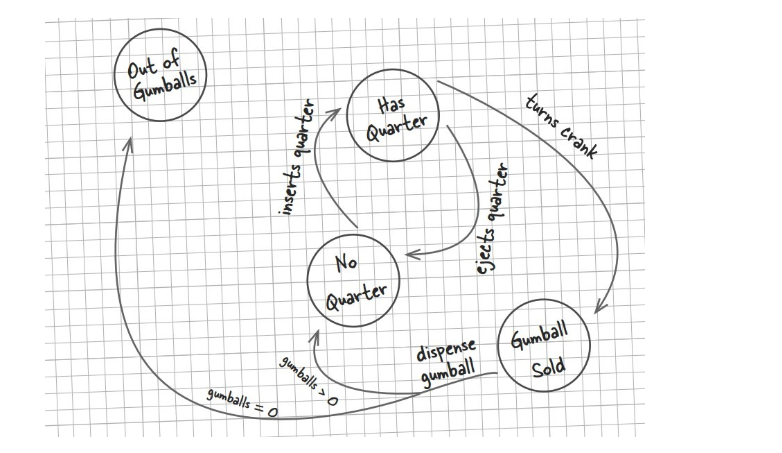 Out of
Gumballs
Has
Quarter
turns crank
inserts quarter
ejects quarter
No
Quarter
Gumball
Sold
dispense
gumball
gumballs > 0
gumballs = 0